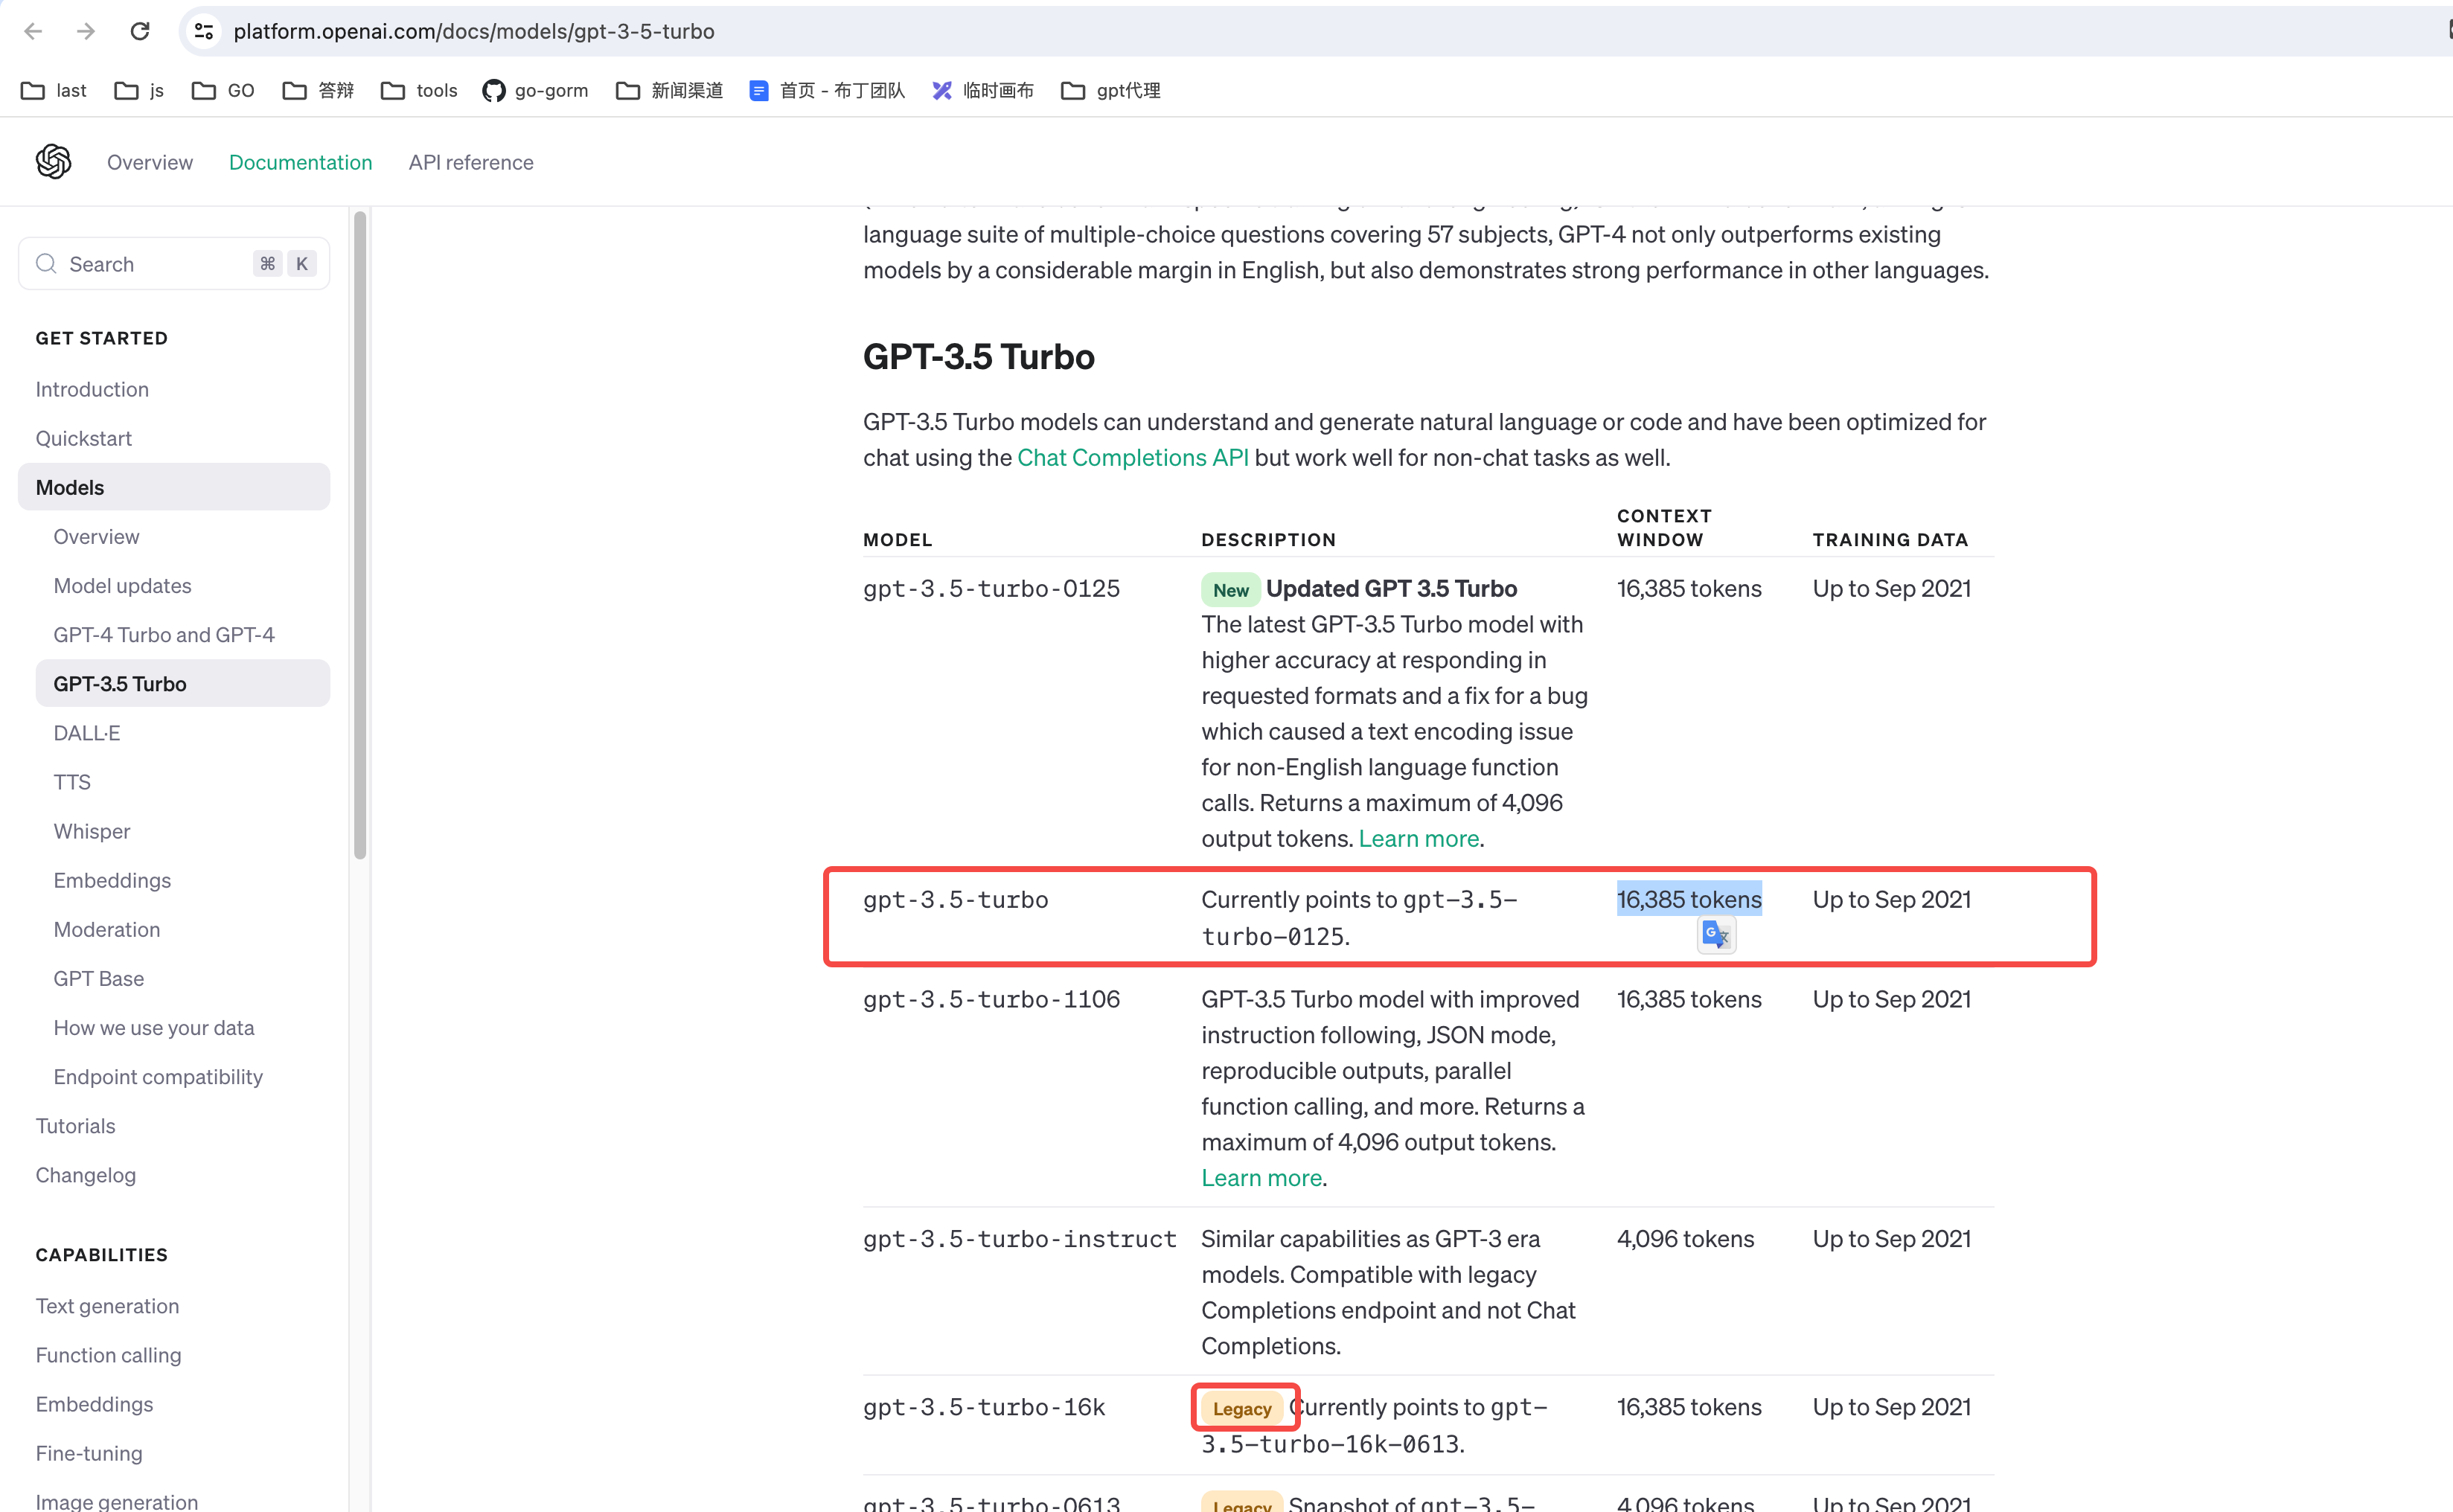 platform.openai.com/docs/models/gpt-3-5-turbo
last js GO 答辩 tools go-gorm 新闻渠道 首页 - 布丁团队 临时画布 gpt代理
Overview Documentation API reference
Search ⌘ K
GET STARTED
Introduction
Quickstart
Models
Overview
Model updates
GPT-4 Turbo and GPT-4
GPT-3.5 Turbo
DALL·E
TTS
Whisper
Embeddings
Moderation
GPT Base
How we use your data
Endpoint compatibility
Tutorials
Changelog
CAPABILITIES
Text generation
Function calling
Embeddings
Fine-tuning
Image generation
language suite of multiple-choice questions covering 57 subjects, GPT-4 not only outperforms existing
models by a considerable margin in English, but also demonstrates strong performance in other languages.
GPT-3.5 Turbo
GPT-3.5 Turbo models can understand and generate natural language or code and have been optimized for
chat using the Chat Completions API but work well for non-chat tasks as well.
CONTEXT
MODEL DESCRIPTION WINDOW TRAINING DATA
gpt-3.5-turbo-0125 New Updated GPT 3.5 Turbo 16,385 tokens Up to Sep 2021
The latest GPT-3.5 Turbo model with
higher accuracy at responding in
requested formats and a fix for a bug
which caused a text encoding issue
for non-English language function
calls. Returns a maximum of 4,096
output tokens. Learn more.
gpt-3.5-turbo Currently points to gpt-3.5- 16,385 tokens Up to Sep 2021
turbo-0125.
gpt-3.5-turbo-1106 GPT-3.5 Turbo model with improved 16,385 tokens Up to Sep 2021
instruction following, JSON mode,
reproducible outputs, parallel
function calling, and more. Returns a
maximum of 4,096 output tokens.
Learn more.
gpt-3.5-turbo-instruct Similar capabilities as GPT-3 era 4,096 tokens Up to Sep 2021
models. Compatible with legacy
Completions endpoint and not Chat
Completions.
gpt-3.5-turbo-16k Legacy Currently points to gpt- 16,385 tokens Up to Sep 2021
3.5-turbo-16k-0613.
gpt-3.5-turbo-0613 Legacy Snapshot of gpt-3.5- 4,096 tokens Up to Sep 2021